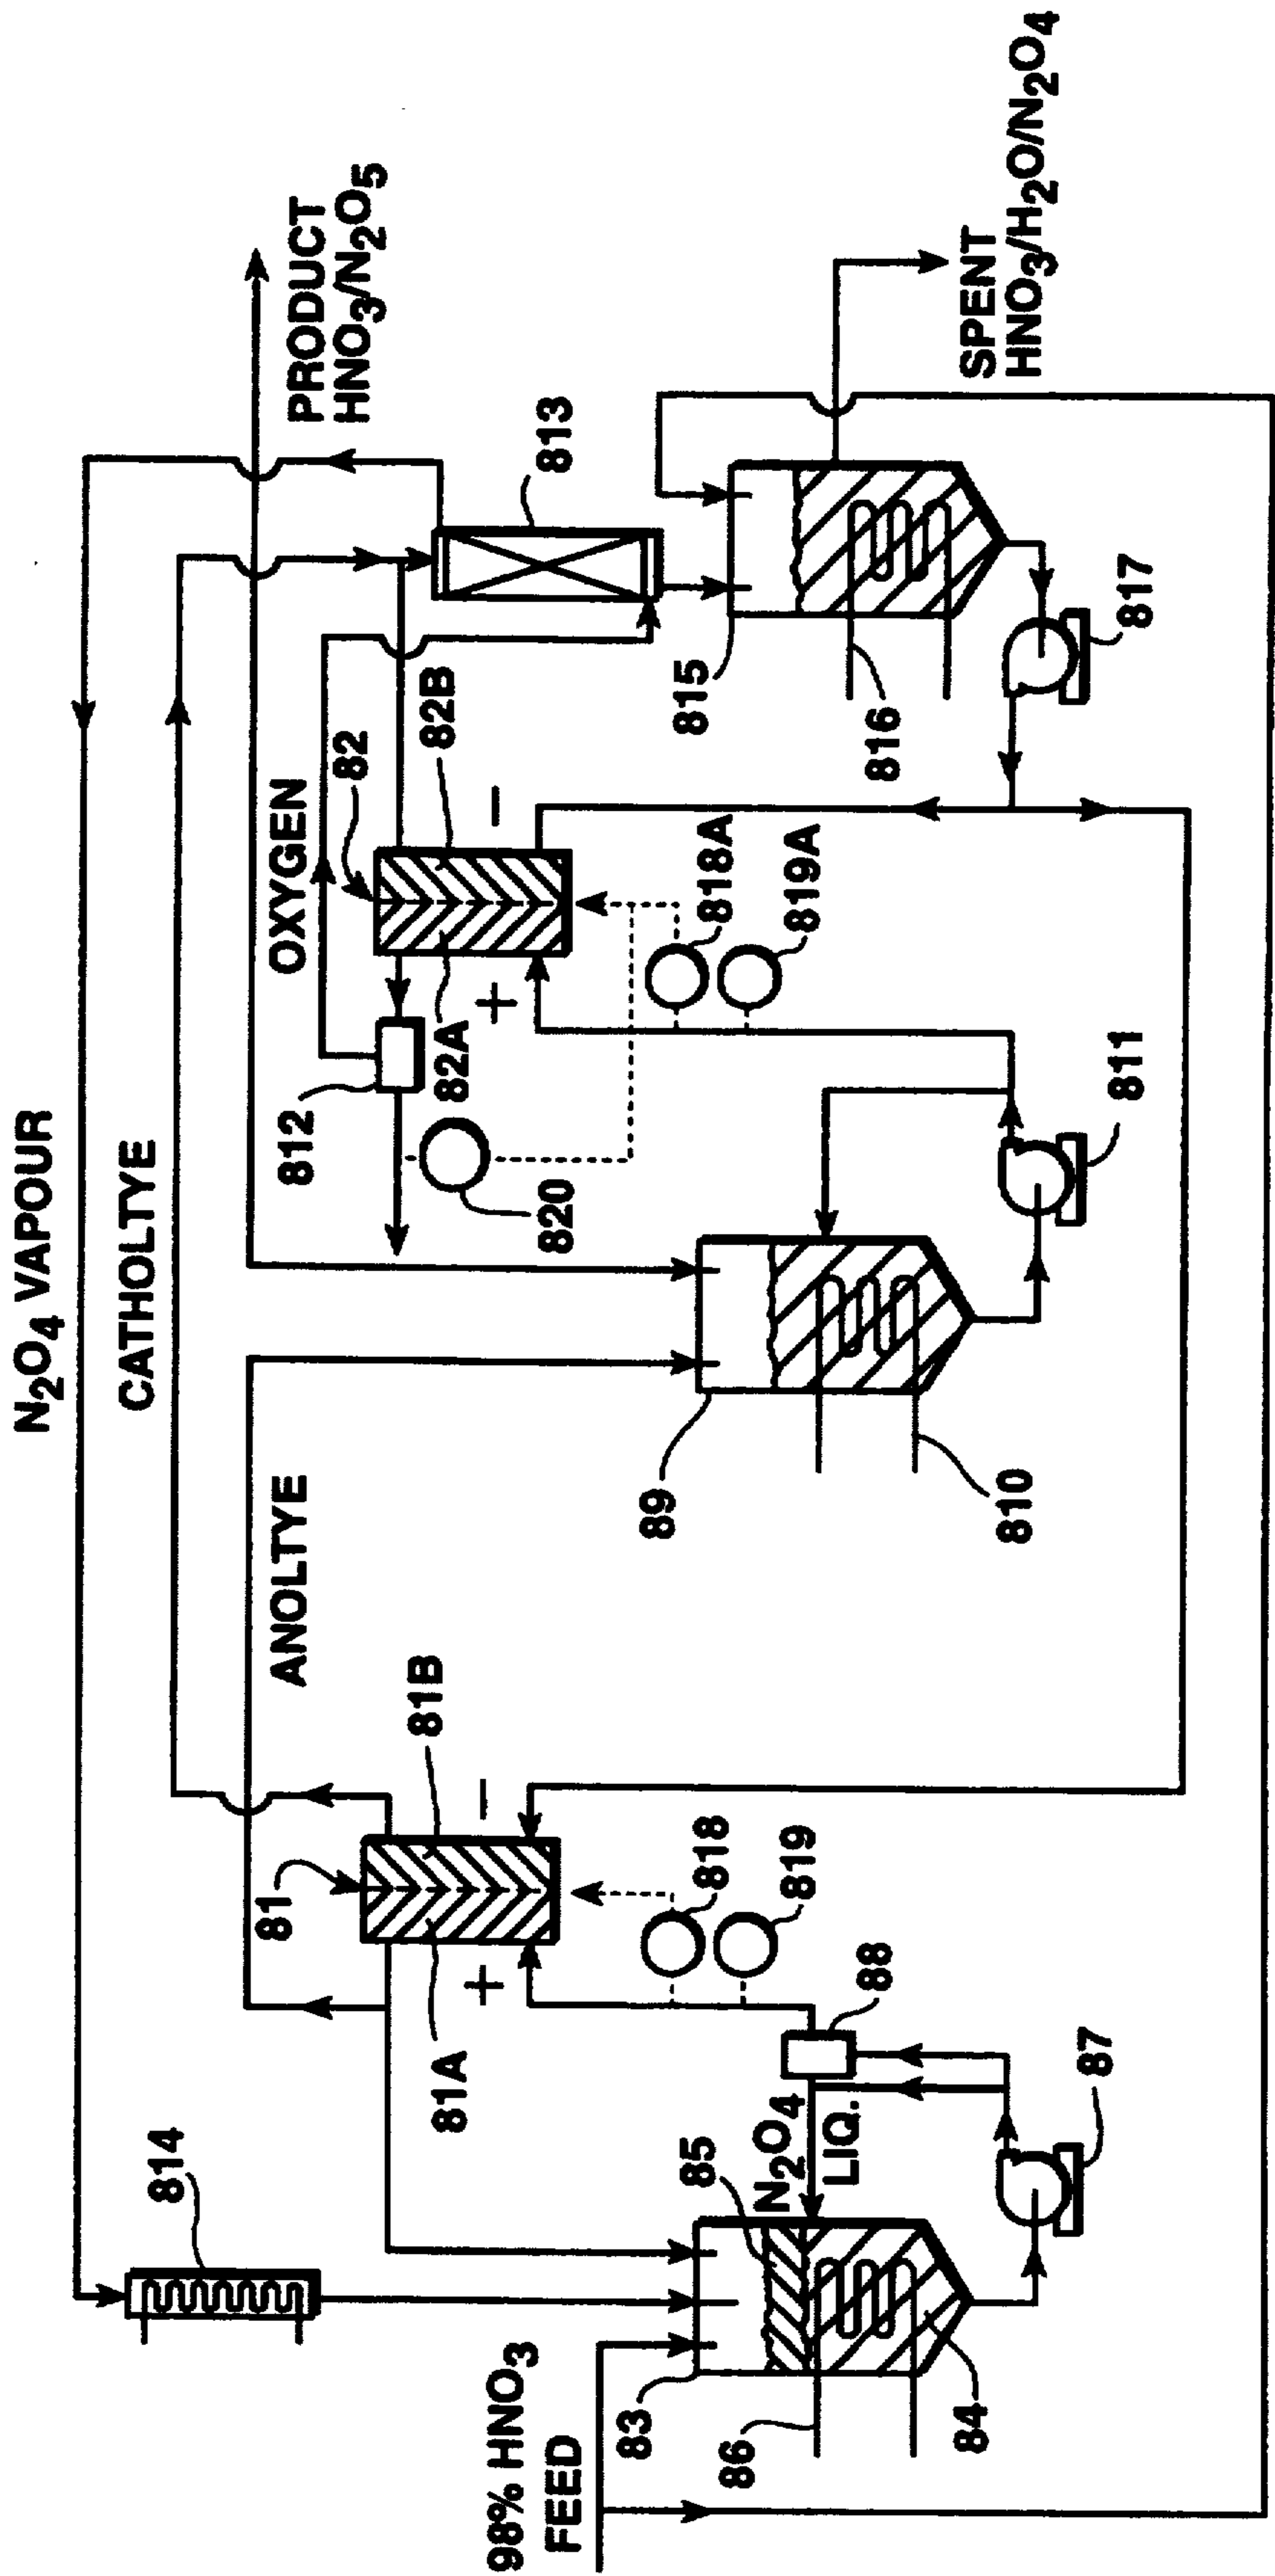 N2O4 VAPOUR
CATHOLTYE
ANOLTYE
OXYGEN
PRODUCT
HNO3/N2O5
814
81
81A
81B
+
−
812
82
82A
82B
+
−
820
813
818
819
818A
819A
98% HNO3
FEED
83
85
N2O4
LIQ.
88
86
84
87
89
810
811
815
816
817
SPENT
HNO3/H2O/N2O4